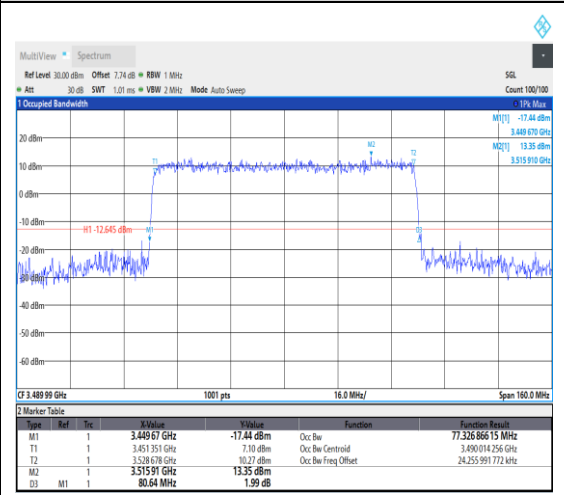 MultiView Spectrum
Ref Level 30.00 dBm Offset 7.74 dB RBW 1 MHz SGL
Att 30 dB SWT 1.01 ms VBW 2 MHz Mode Auto Sweep Count 100/100
1 Occupied Bandwidth 1Pk Max
M1[1] -17.44 dBm
3.449 670 GHz
M2[1] 13.35 dBm
3.515 910 GHz
20 dBm
M2
T2
T1
10 dBm
0 dBm
-10 dBm
H1 -12.645 dBm M1 D3
-20 dBm
-30 dBm
-40 dBm
-50 dBm
-60 dBm
CF 3.489 99 GHz 1001 pts 16.0 MHz/ Span 160.0 MHz
2 Marker Table
Type Ref Trc X-Value Y-Value Function Function Result
M1 1 3.449 67 GHz -17.44 dBm Occ Bw 77.326 866 15 MHz
T1 1 3.451 351 GHz 7.10 dBm Occ Bw Centroid 3.490 014 256 GHz
T2 1 3.528 678 GHz 10.27 dBm Occ Bw Freq Offset 24.255 991 772 kHz
M2 1 3.515 91 GHz 13.35 dBm
D3 M1 1 80.64 MHz 1.99 dB